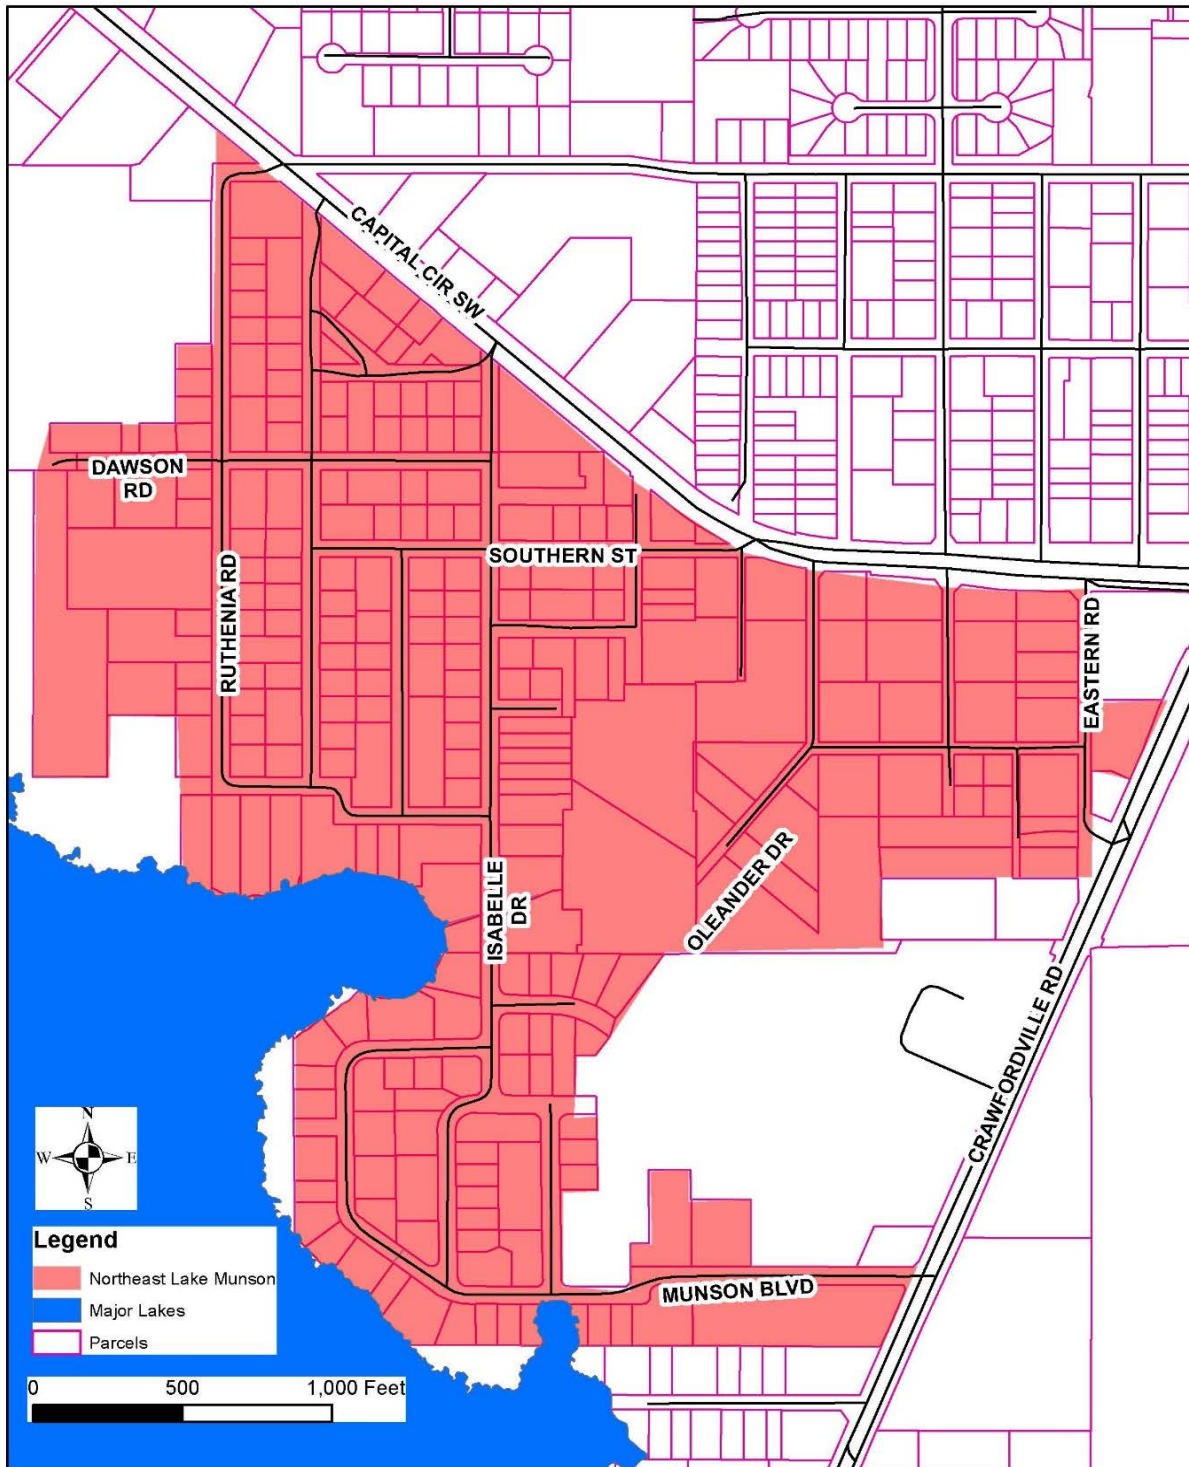 CAPITAL CIR SW
DAWSON
RD
SOUTHERN ST
RUTHENIA RD
EASTERN RD
ISABELLE
DR
OLEANDER DR
CRAWFORDVILLE RD
MUNSON BLVD
N
W E
S
Legend
Northeast Lake Munson
Major Lakes
Parcels
0 500 1,000 Feet